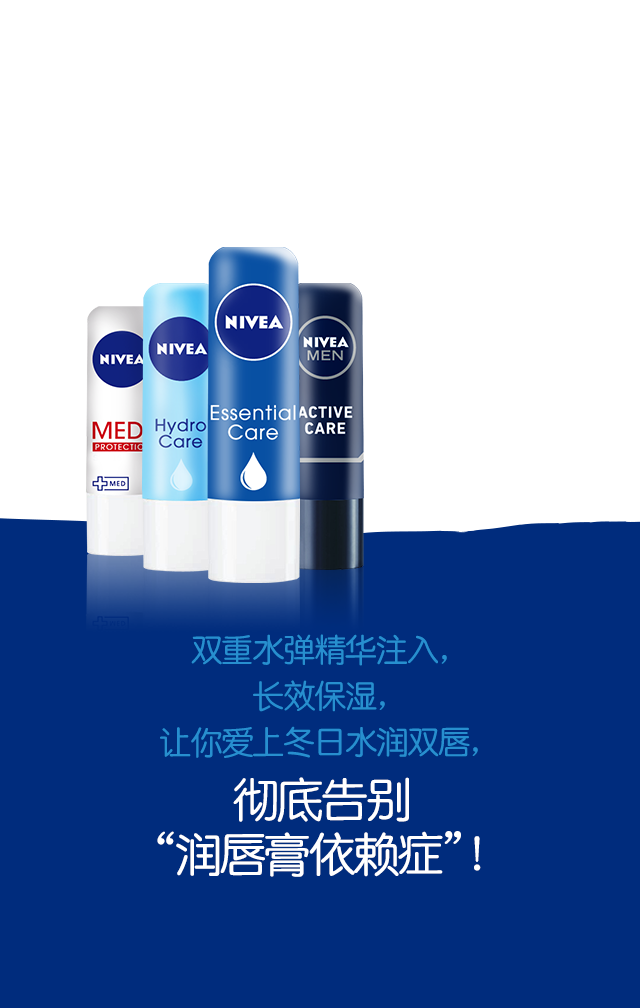 NIVEA
MED
PROTECTIO
MED
NIVEA
Hydro
Care
NIVEA
Essential
Care
NIVEA
MEN
ACTIVE
CARE
双重水弹精华注入，
长效保湿，
让你爱上冬日水润双唇，
彻底告别
“润唇膏依赖症”！